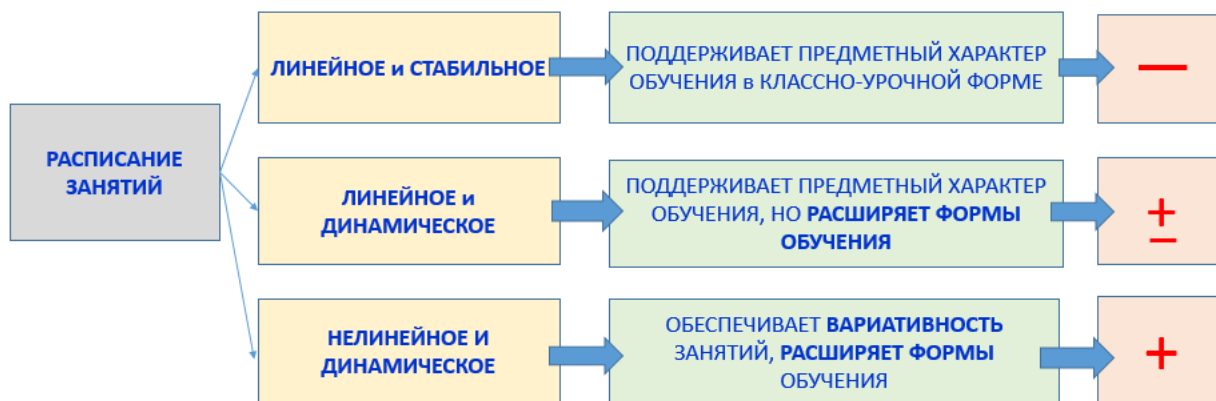 РАСПИСАНИЕ
ЗАНЯТИЙ
ЛИНЕЙНОЕ и СТАБИЛЬНОЕ
ПОДДЕРЖИВАЕТ ПРЕДМЕТНЫЙ ХАРАКТЕР
ОБУЧЕНИЯ в КЛАССНО-УРОЧНОЙ ФОРМЕ
—
ЛИНЕЙНОЕ и
ДИНАМИЧЕСКОЕ
ПОДДЕРЖИВАЕТ ПРЕДМЕТНЫЙ ХАРАКТЕР
ОБУЧЕНИЯ, НО РАСШИРЯЕТ ФОРМЫ
ОБУЧЕНИЯ
±
НЕЛИНЕЙНОЕ И
ДИНАМИЧЕСКОЕ
ОБЕСПЕЧИВАЕТ ВАРИАТИВНОСТЬ
ЗАНЯТИЙ, РАСШИРЯЕТ ФОРМЫ
ОБУЧЕНИЯ
+